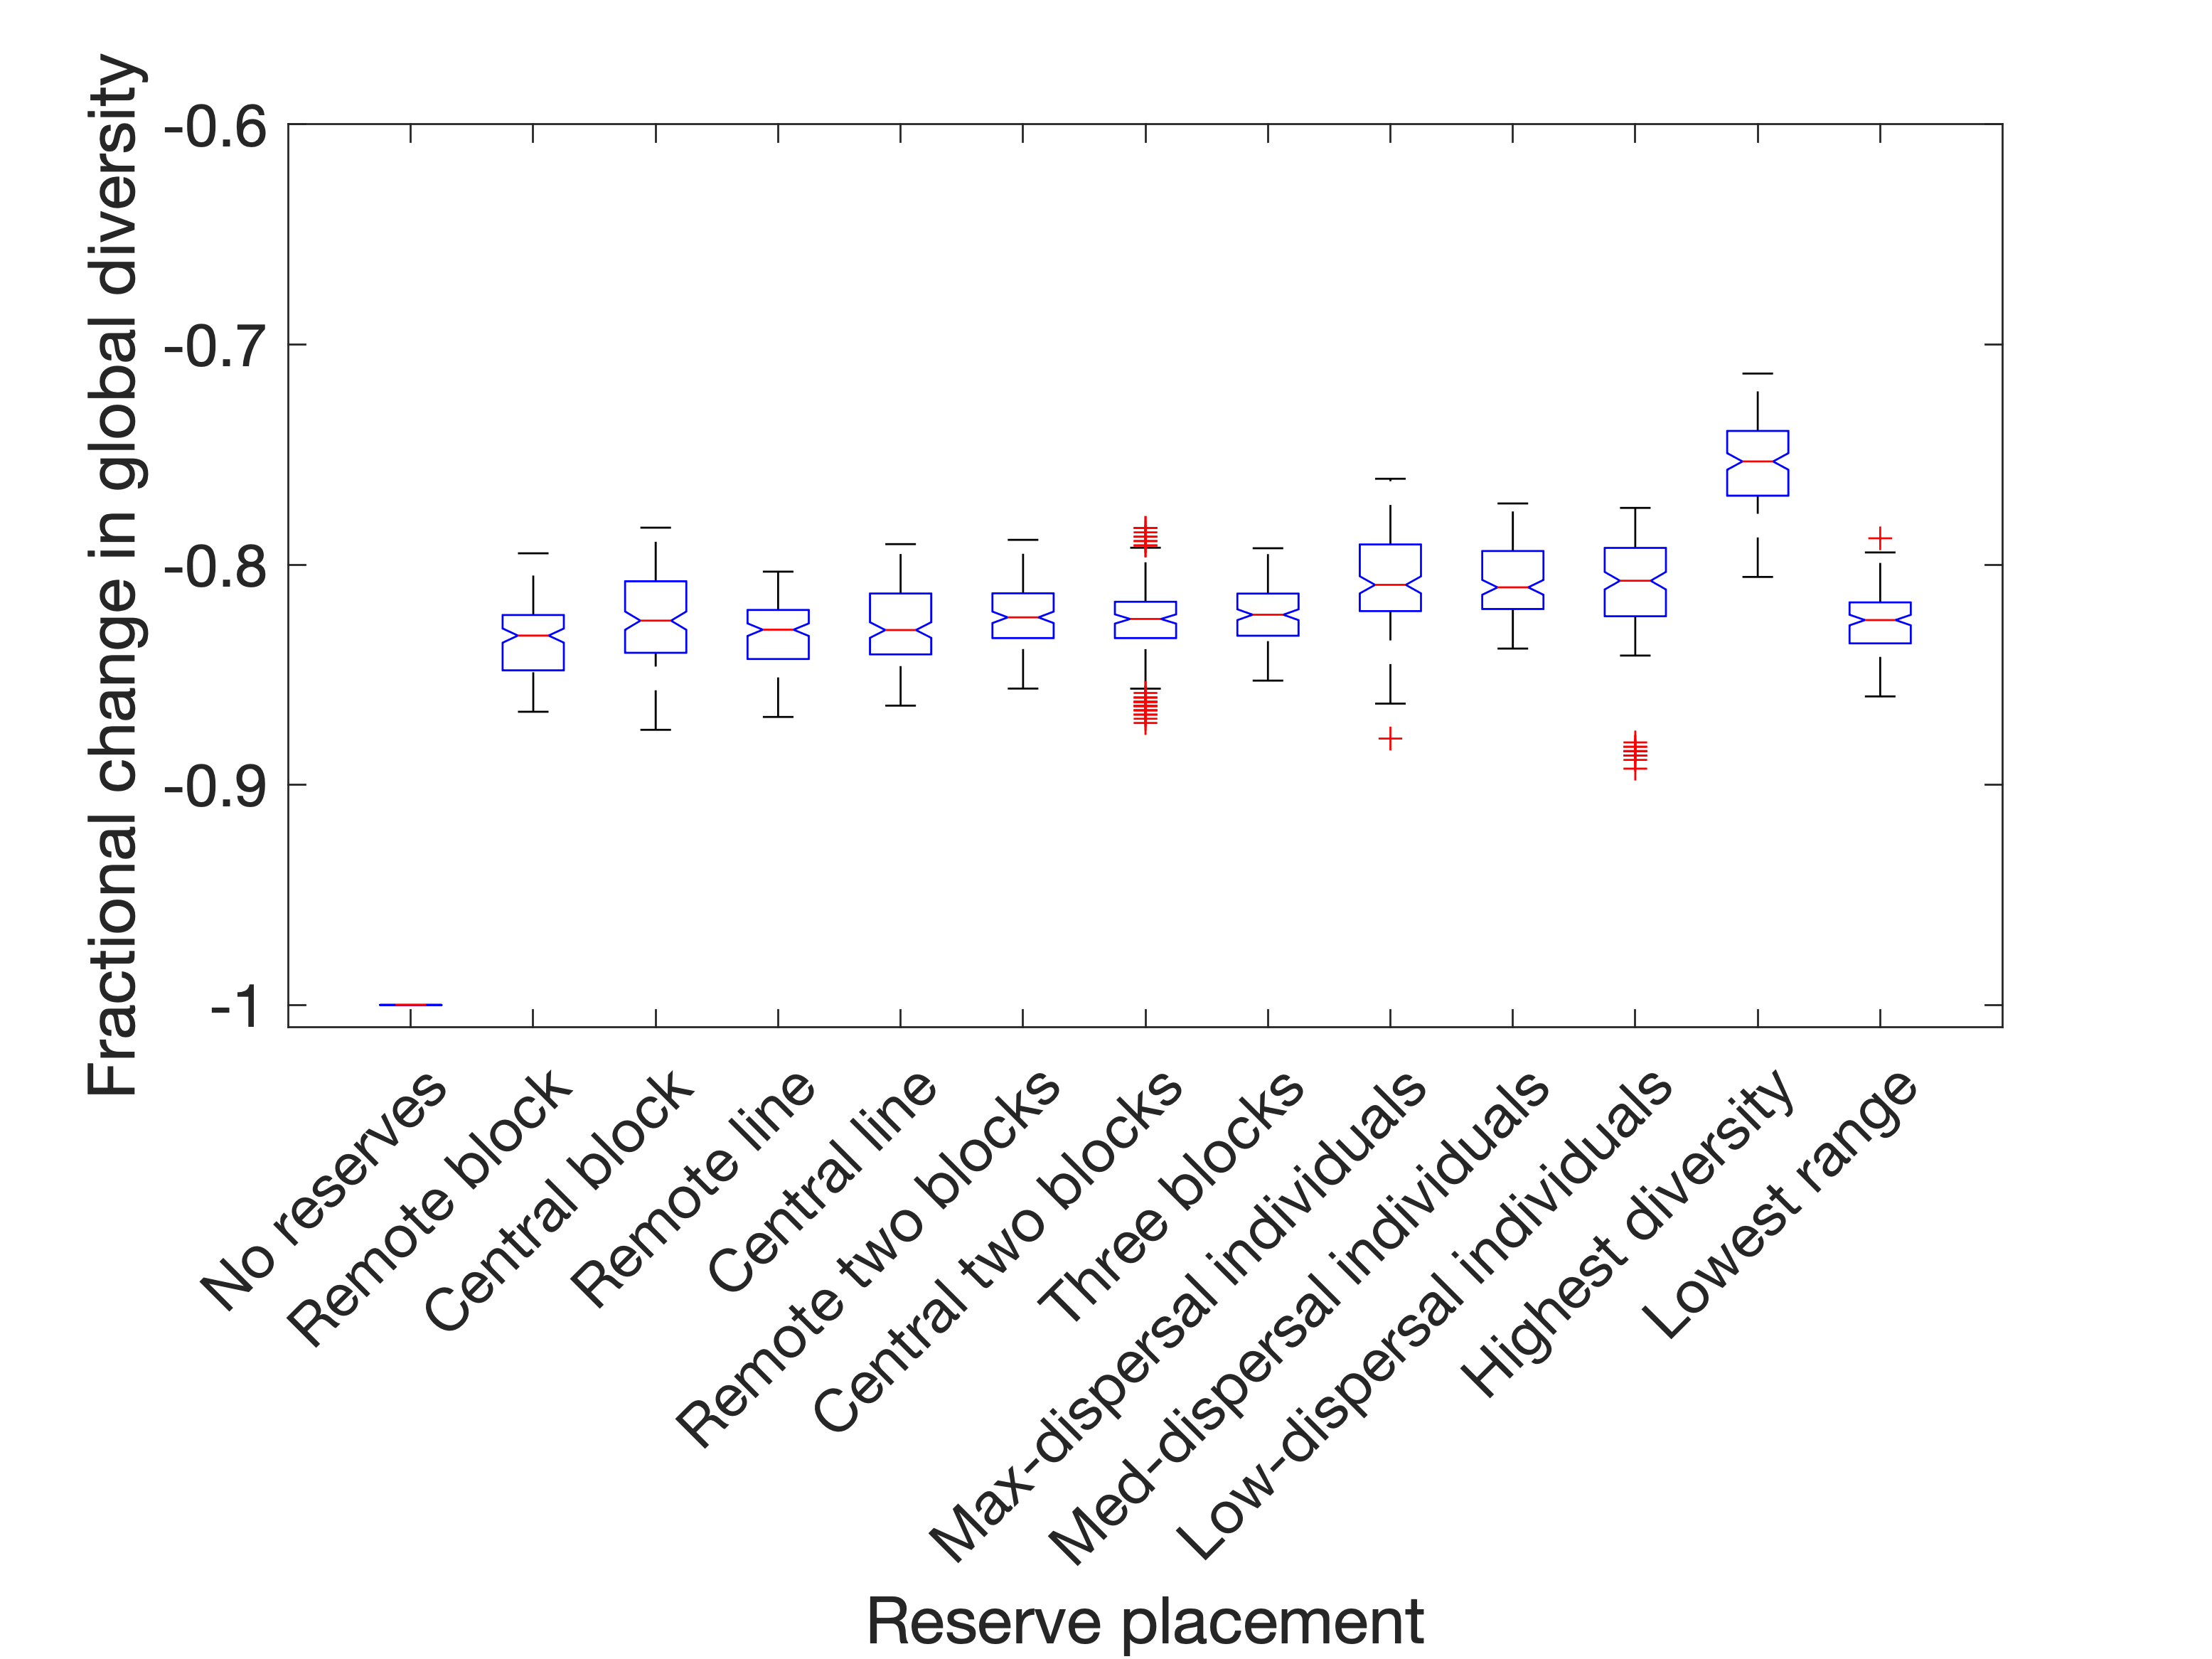 Fractional change in global diversity
-0.6
-0.7
-0.8
-0.9
-1
No reserves
Remote block
Central block
Remote line
Central line
Remote two blocks
Central two blocks
Three blocks
Max-dispersal individuals
Med-dispersal individuals
Low-dispersal individuals
Highest diversity
Lowest range
Reserve placement